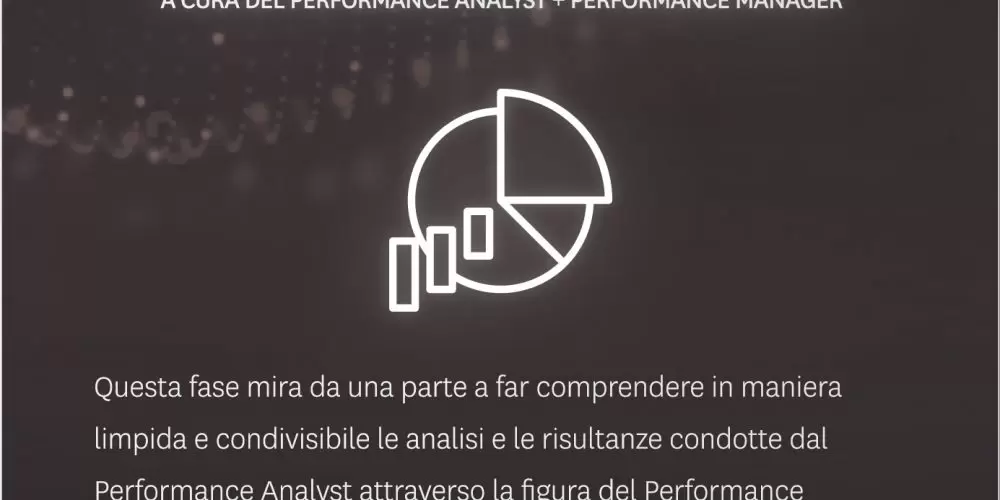 A CURA DEL PERFORMANCE ANALYST + PERFORMANCE MANAGER
Questa fase mira da una parte a far comprendere in maniera
limpida e condivisibile le analisi e le risultanze condotte dal
Performance Analyst attraverso la figura del Performance